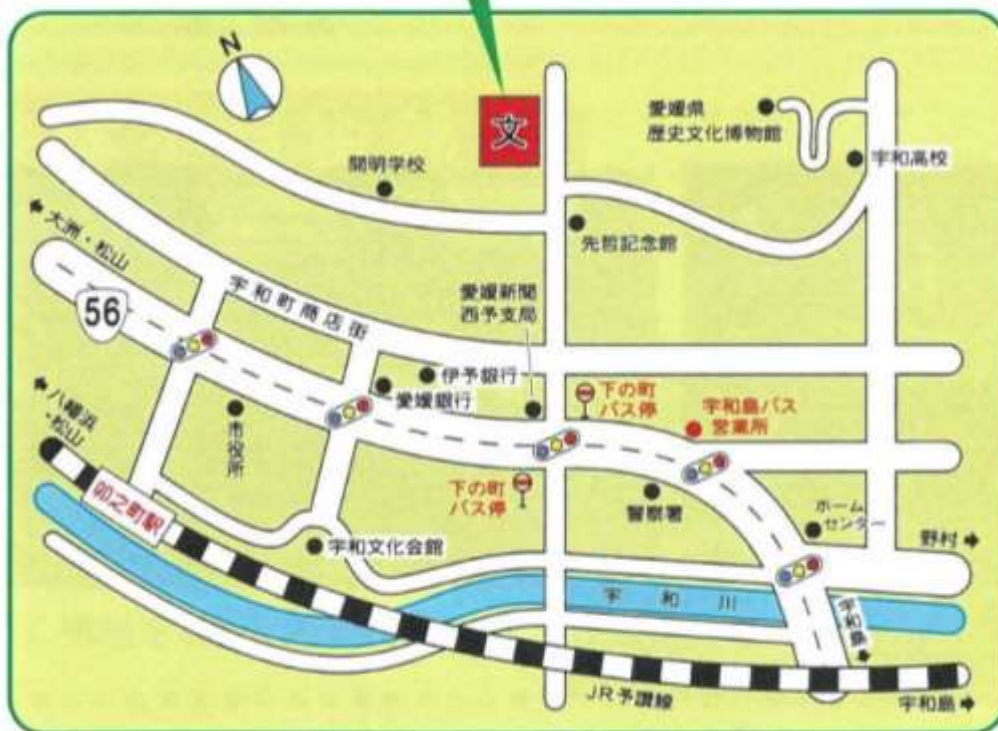 N
文
愛媛県
歴史文化博物館
宇和高校
開明学校
先哲記念館
大洲・松山
56
宇和町商店街
愛媛新聞
西予支局
伊予銀行
愛媛銀行
下の町
バス停
宇和島バス
営業所
八幡浜
・松山
市役所
卯之町駅
下の町
バス停
警察署
ホーム
センター
野村
宇和文化会館
宇和川
宇和島
JR予讃線
宇和島